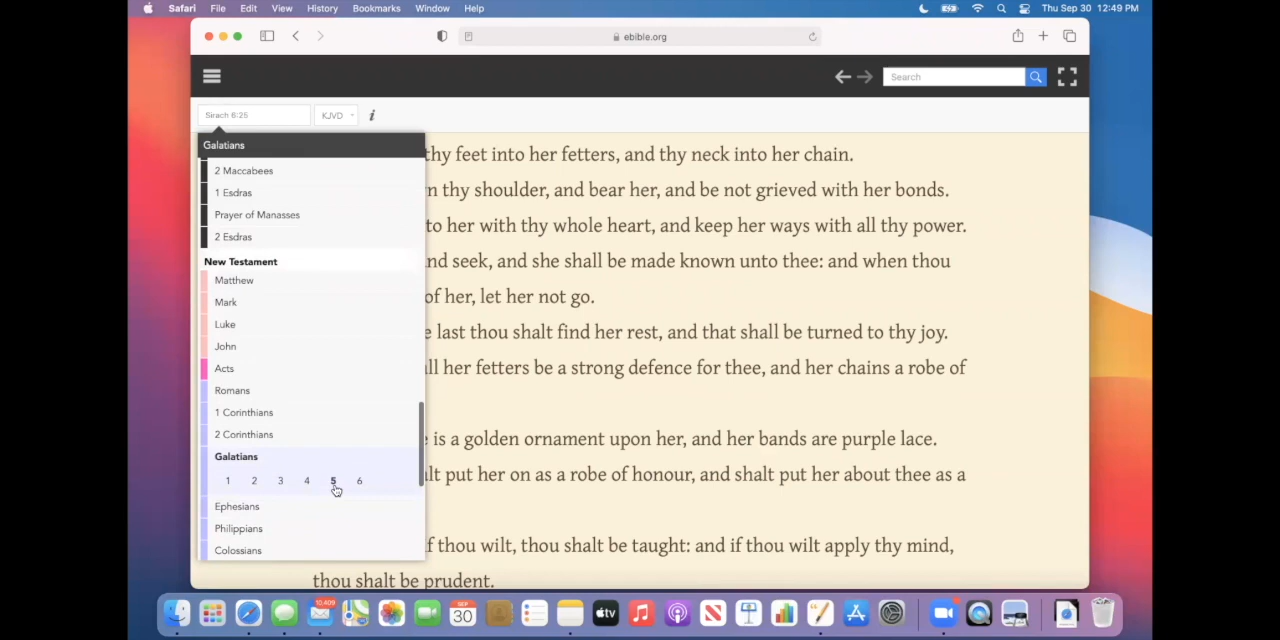 Safari File Edit View History Bookmarks Window Help Thu Sep 30 12:49 PM
ebible.org
Search
Sirach 6:25 KJVD i
Galatians
2 Maccabees
1 Esdras
Prayer of Manasses
2 Esdras
New Testament
Matthew
Mark
Luke
John
Acts
Romans
1 Corinthians
2 Corinthians
Galatians
1 2 3 4 5 6
Ephesians
Philippians
Colossians
thy feet into her fetters, and thy neck into her chain.
n thy shoulder, and bear her, and be not grieved with her bonds.
to her with thy whole heart, and keep her ways with all thy power.
nd seek, and she shall be made known unto thee: and when thou
of her, let her not go.
e last thou shalt find her rest, and that shall be turned to thy joy.
ll her fetters be a strong defence for thee, and her chains a robe of
e is a golden ornament upon her, and her bands are purple lace.
lt put her on as a robe of honour, and shalt put her about thee as a
if thou wilt, thou shalt be taught: and if thou wilt apply thy mind,
thou shalt be prudent.
10,409
SEP
30
tv